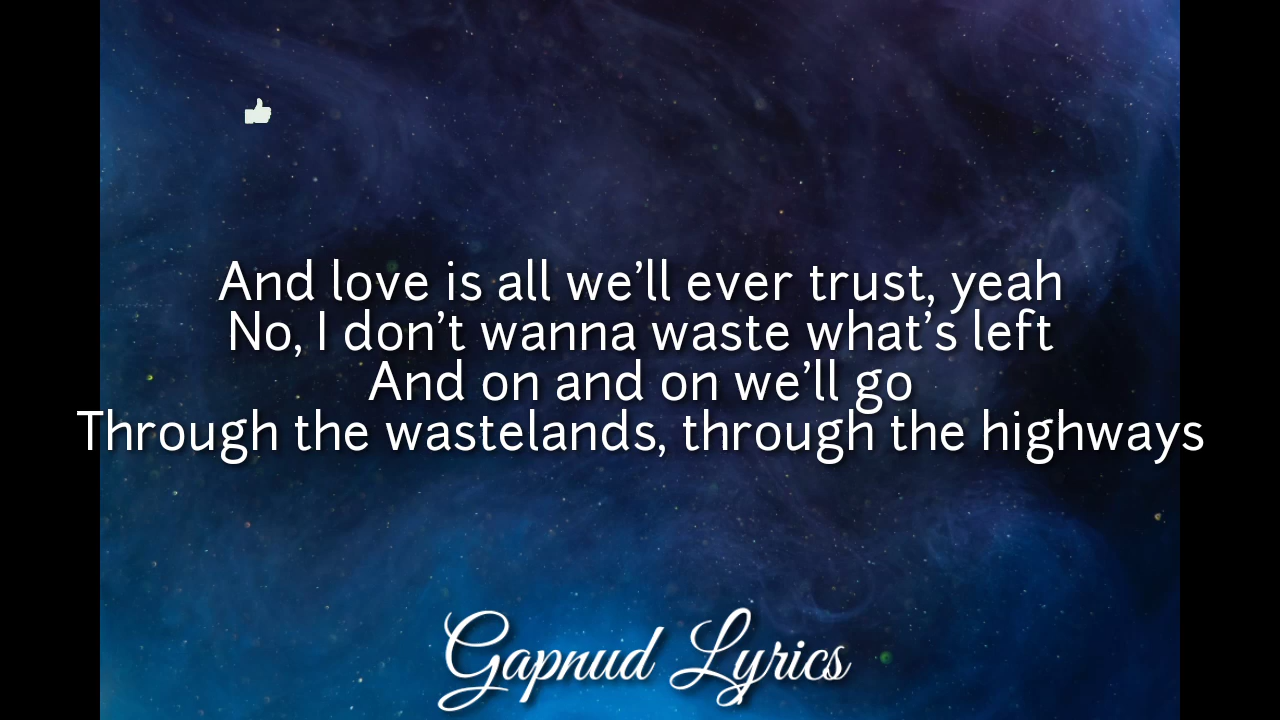 And love is all we’ll ever trust, yeah
No, I don’t wanna waste what’s left
And on and on we’ll go
Through the wastelands, through the highways
Gapnud Lyrics